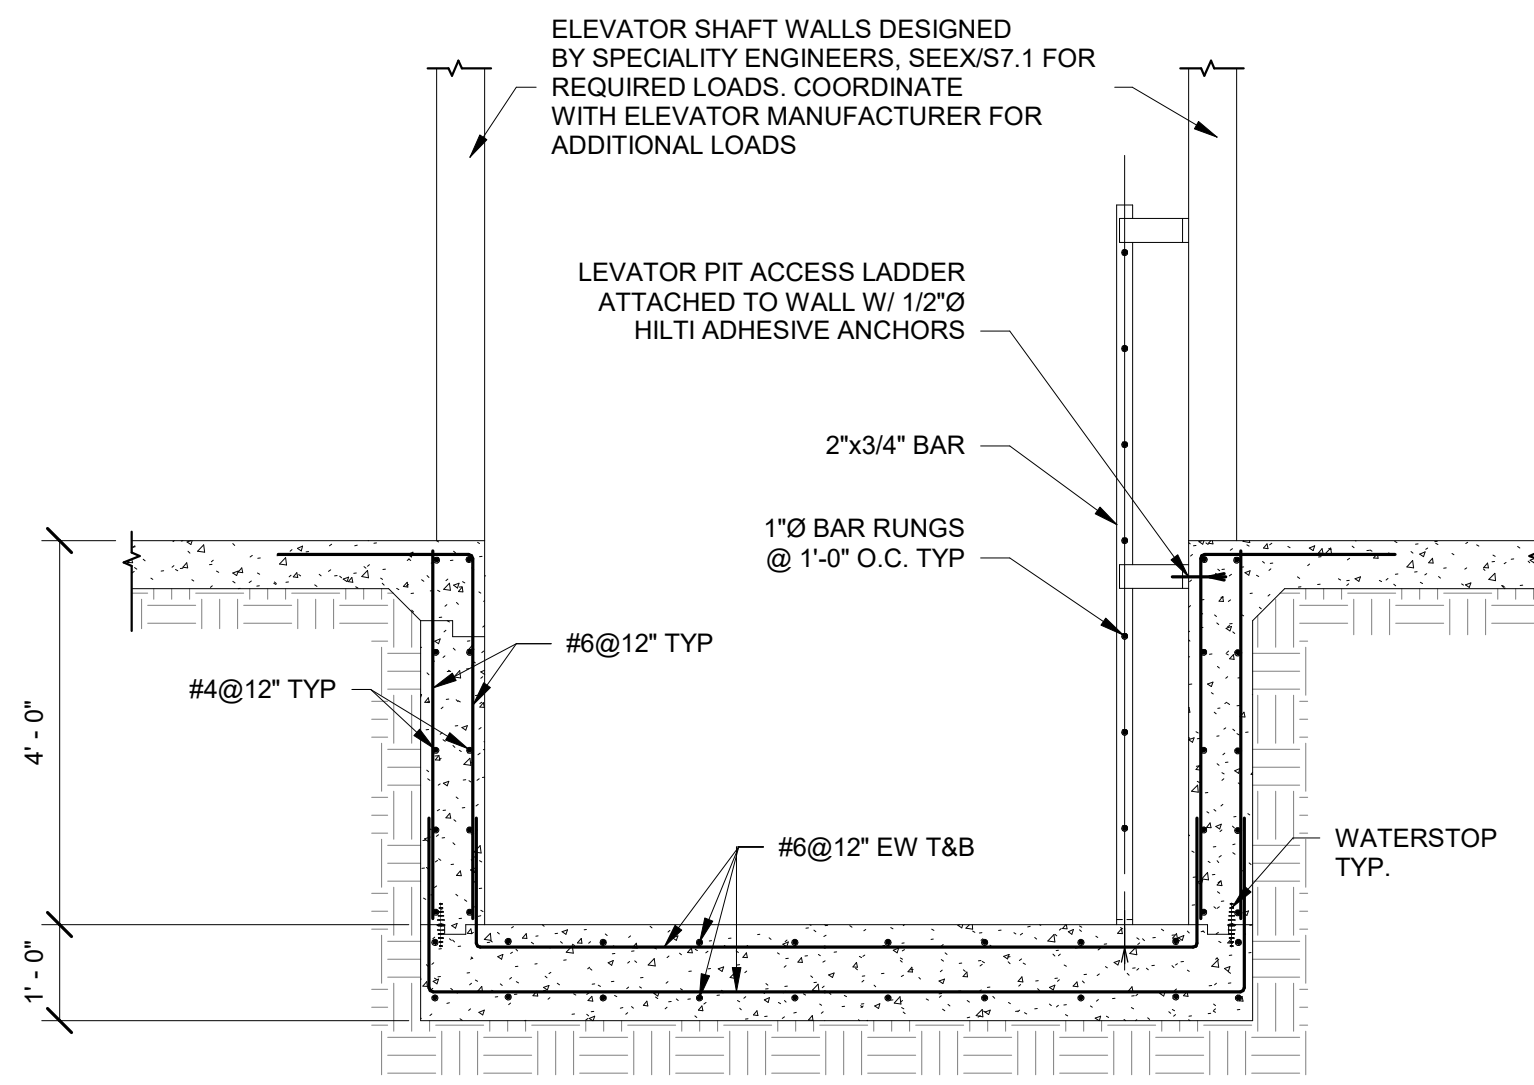 ELEVATOR SHAFT WALLS DESIGNED
BY SPECIALITY ENGINEERS, SEEX/S7.1 FOR
REQUIRED LOADS. COORDINATE
WITH ELEVATOR MANUFACTURER FOR
ADDITIONAL LOADS
LEVATOR PIT ACCESS LADDER
ATTACHED TO WALL W/ 1/2"Ø
HILTI ADHESIVE ANCHORS
2"x3/4" BAR
1"Ø BAR RUNGS
@ 1'-0" O.C. TYP
#6@12" TYP
#4@12" TYP
4' - 0"
#6@12" EW T&B
WATERSTOP
TYP.
1' - 0"